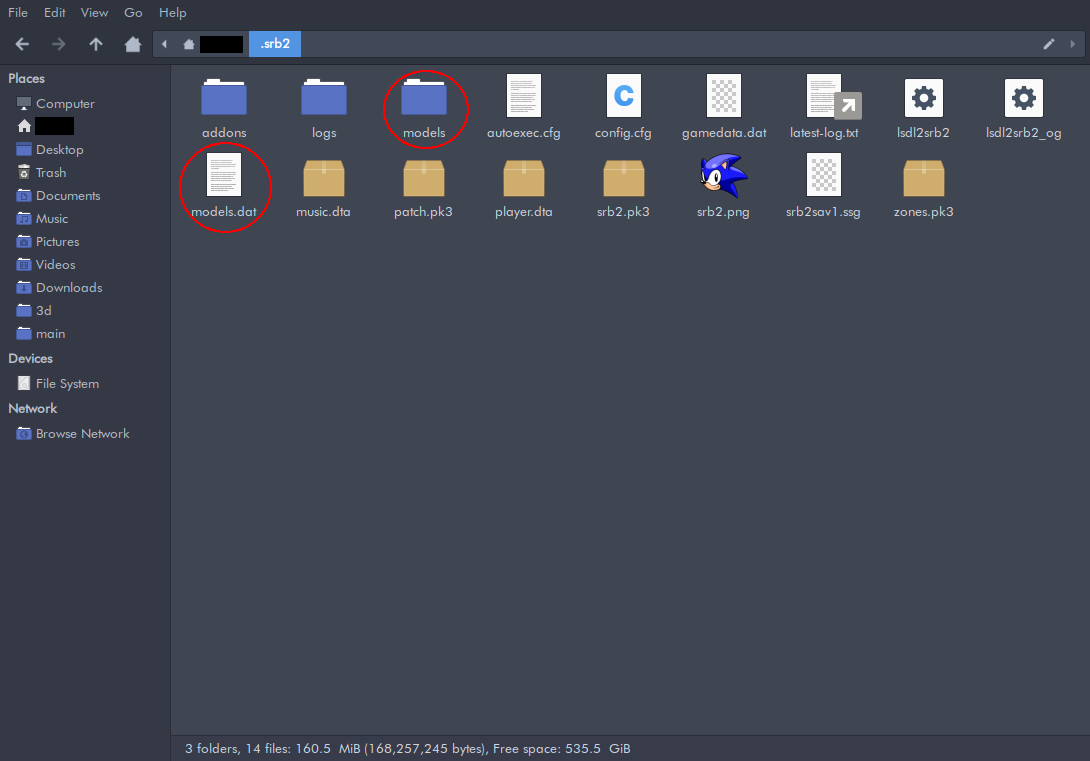 File Edit View Go Help
.srb2
Places
Computer
Desktop
Trash
Documents
Music
Pictures
Videos
Downloads
3d
main
Devices
File System
Network
Browse Network
addons logs models autoexec.cfg config.cfg gamedata.dat latest-log.txt lsdl2srb2 lsdl2srb2_og
C
models.dat music.dta patch.pk3 player.dta srb2.pk3 srb2.png srb2sav1.ssg zones.pk3
3 folders, 14 files: 160.5 MiB (168,257,245 bytes), Free space: 535.5 GiB